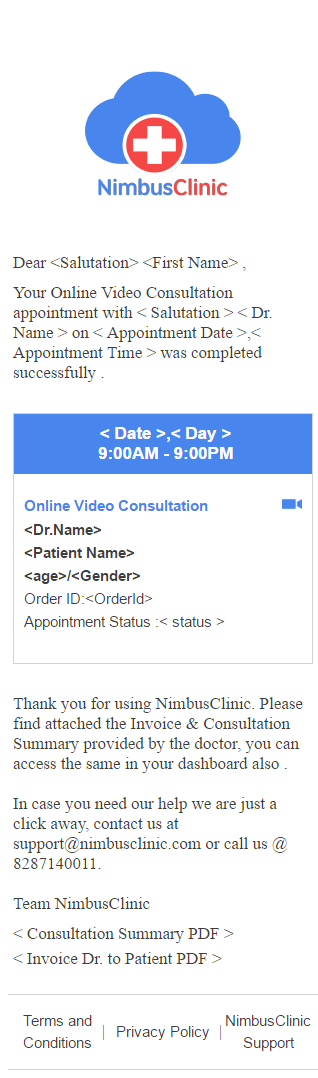 NimbusClinic
Dear <Salutation> <First Name> ,
Your Online Video Consultation
appointment with < Salutation > < Dr.
Name > on < Appointment Date >,<
Appointment Time > was completed
successfully .
< Date >,< Day >
9:00AM - 9:00PM
Online Video Consultation
<Dr.Name>
<Patient Name>
<age>/<Gender>
Order ID:<OrderId>
Appointment Status :< status >
Thank you for using NimbusClinic. Please
find attached the Invoice & Consultation
Summary provided by the doctor, you can
access the same in your dashboard also .
In case you need our help we are just a
click away, contact us at
support@nimbusclinic.com or call us @
8287140011.
Team NimbusClinic
< Consultation Summary PDF >
< Invoice Dr. to Patient PDF >
Terms and
Conditions
| Privacy Policy |
NimbusClinic
Support